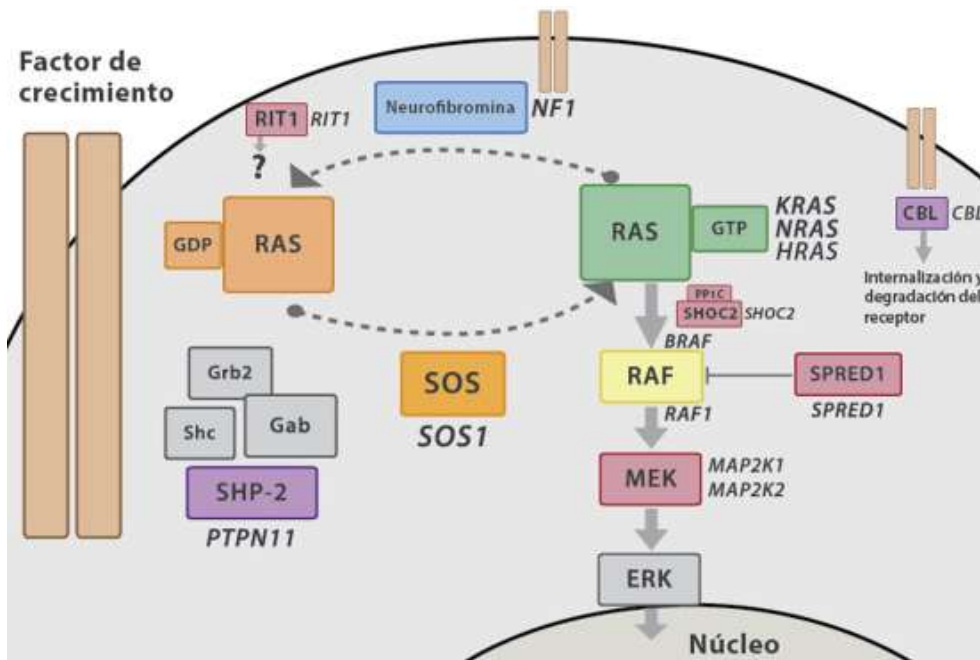 Factor de
crecimiento
Neurofibromina
NF1
RIT1
RIT1
?
GDP
RAS
RAS
GTP
KRAS
NRAS
HRAS
CBL
CBL
Internalización y
degradación del
receptor
PP1C
SHOC2
SHOC2
BRAF
Grb2
SOS
RAF
SPRED1
Shc
Gab
SOS1
RAF1
SPRED1
SHP-2
MEK
MAP2K1
MAP2K2
PTPN11
ERK
Núcleo